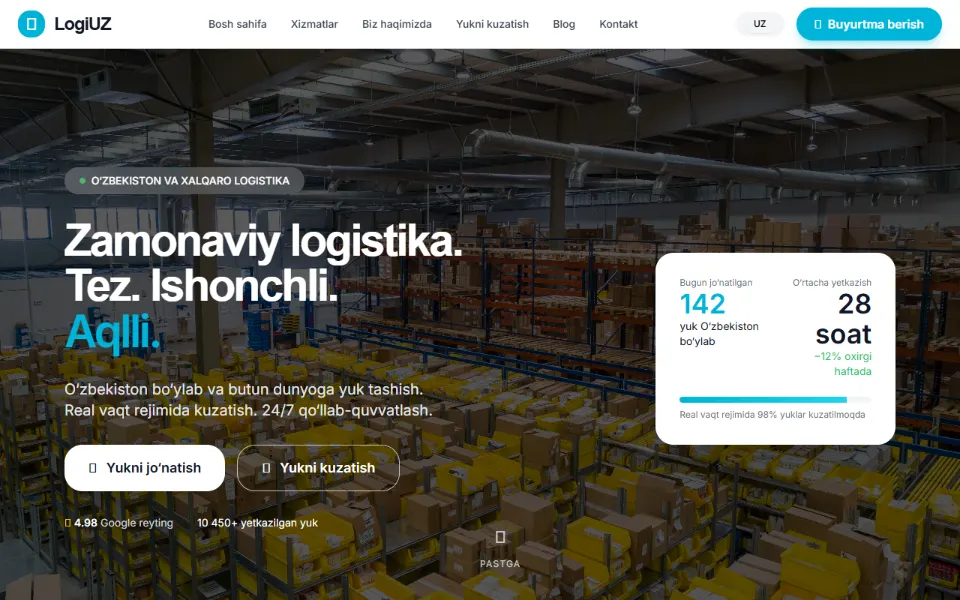 LogiUZ
Bosh sahifa
Xizmatlar
Biz haqimizda
Yukni kuzatish
Blog
Kontakt
UZ
Buyurtma berish
O‘ZBEKISTON VA XALQARO LOGISTIKA
Zamonaviy logistika.
Tez. Ishonchli.
Aqlli.
O‘zbekiston bo‘ylab va butun dunyoga yuk tashish.
Real vaqt rejimida kuzatish. 24/7 qo‘llab-quvvatlash.
Yukni jo‘natish
Yukni kuzatish
4.98 Google reyting
10 450+ yetkazilgan yuk
Bugun jo‘natilgan
142
yuk O‘zbekiston
bo‘ylab
O‘rtacha yetkazish
28
soat
−12% oxirgi
haftada
Real vaqt rejimida 98% yuklar kuzatilmoqda
PASTGA